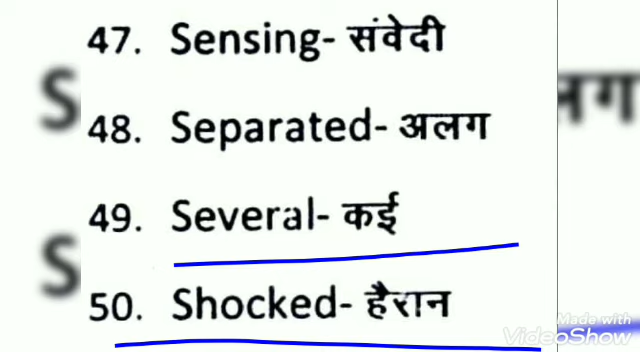 47. Sensing- संवेदी
48. Separated- अलग
49. Several- कई
50. Shocked- हैरान
Made with
VideoShow